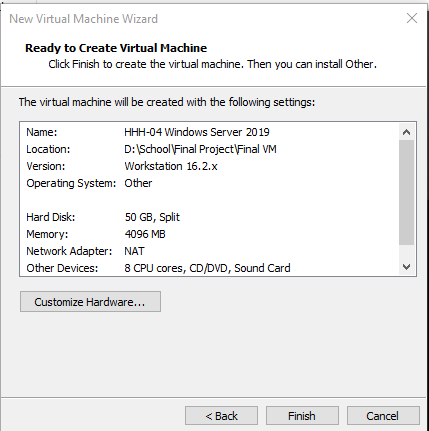 New Virtual Machine Wizard
Ready to Create Virtual Machine
Click Finish to create the virtual machine. Then you can install Other.
The virtual machine will be created with the following settings:
Name: HHH-04 Windows Server 2019
Location: D:\School\Final Project\Final VM
Version: Workstation 16.2.x
Operating System: Other
Hard Disk: 50 GB, Split
Memory: 4096 MB
Network Adapter: NAT
Other Devices: 8 CPU cores, CD/DVD, Sound Card
Customize Hardware...
< Back Finish Cancel